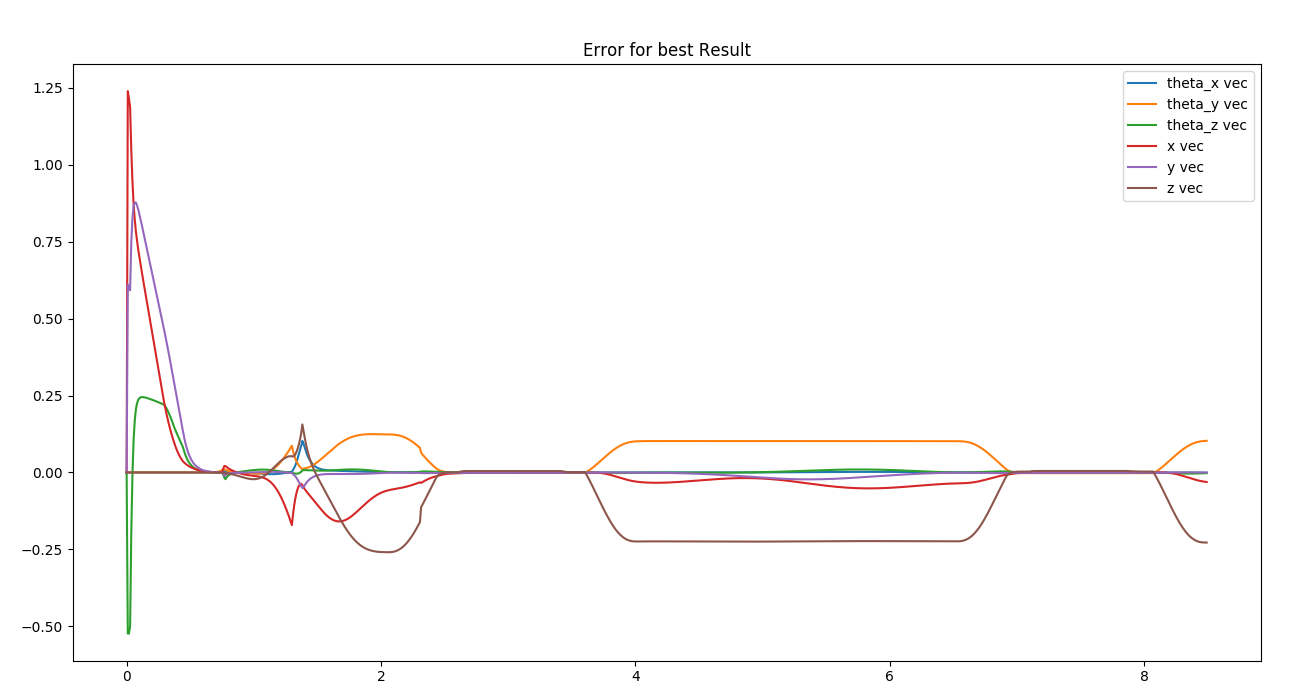 Error for best Result
1.25
1.00
0.75
0.50
0.25
0.00
−0.25
−0.50
0 2 4 6 8
theta_x vec
theta_y vec
theta_z vec
x vec
y vec
z vec